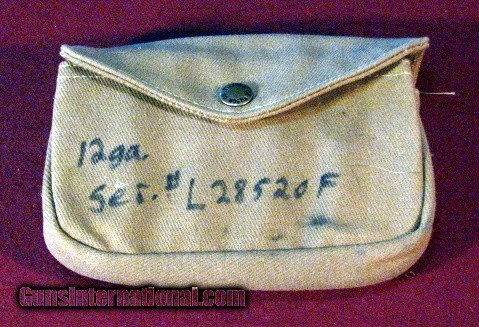 12ga.
Ser.# L28520F
GunsInternational.com